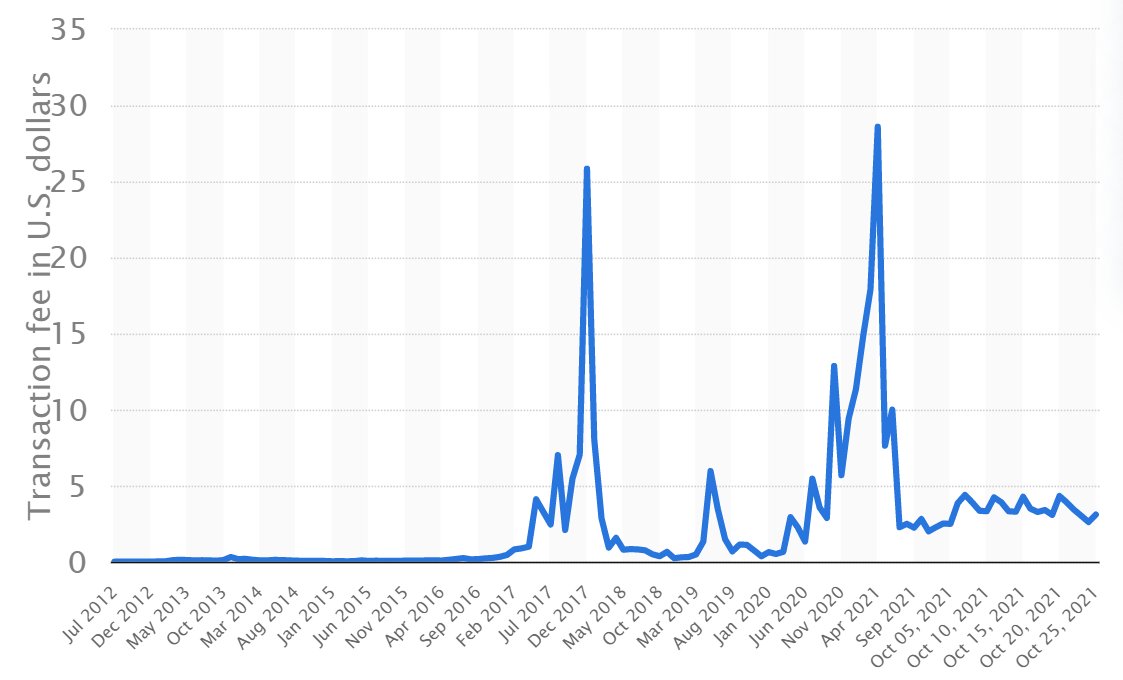 Transaction fee in U.S. dollars
35
30
25
20
15
10
5
0
Jul 2012
Dec 2012
May 2013
Oct 2013
Mar 2014
Aug 2014
Jan 2015
Jun 2015
Nov 2015
Apr 2016
Sep 2016
Feb 2017
Jul 2017
Dec 2017
May 2018
Oct 2018
Mar 2019
Aug 2019
Jan 2020
Jun 2020
Nov 2020
Apr 2021
Sep 2021
Oct 05, 2021
Oct 10, 2021
Oct 15, 2021
Oct 20, 2021
Oct 25, 2021